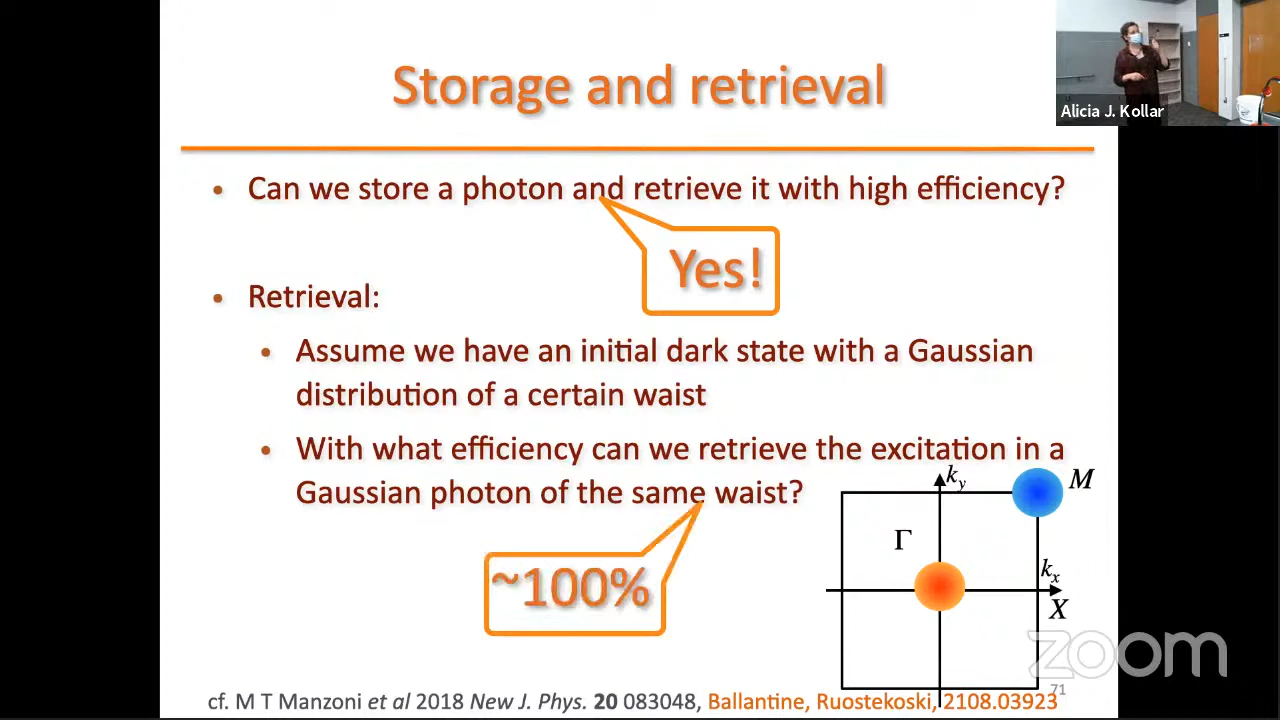 Storage and retrieval
Alicia J. Kollar
• Can we store a photon and retrieve it with high efficiency?
Yes!
• Retrieval:
• Assume we have an initial dark state with a Gaussian
distribution of a certain waist
• With what efficiency can we retrieve the excitation in a
Gaussian photon of the same waist?
~100%
k_y
M
Γ
k_x
X
zoom
cf. M T Manzoni et al 2018 New J. Phys. 20 083048, Ballantine, Ruostekoski, 2108.03923
71